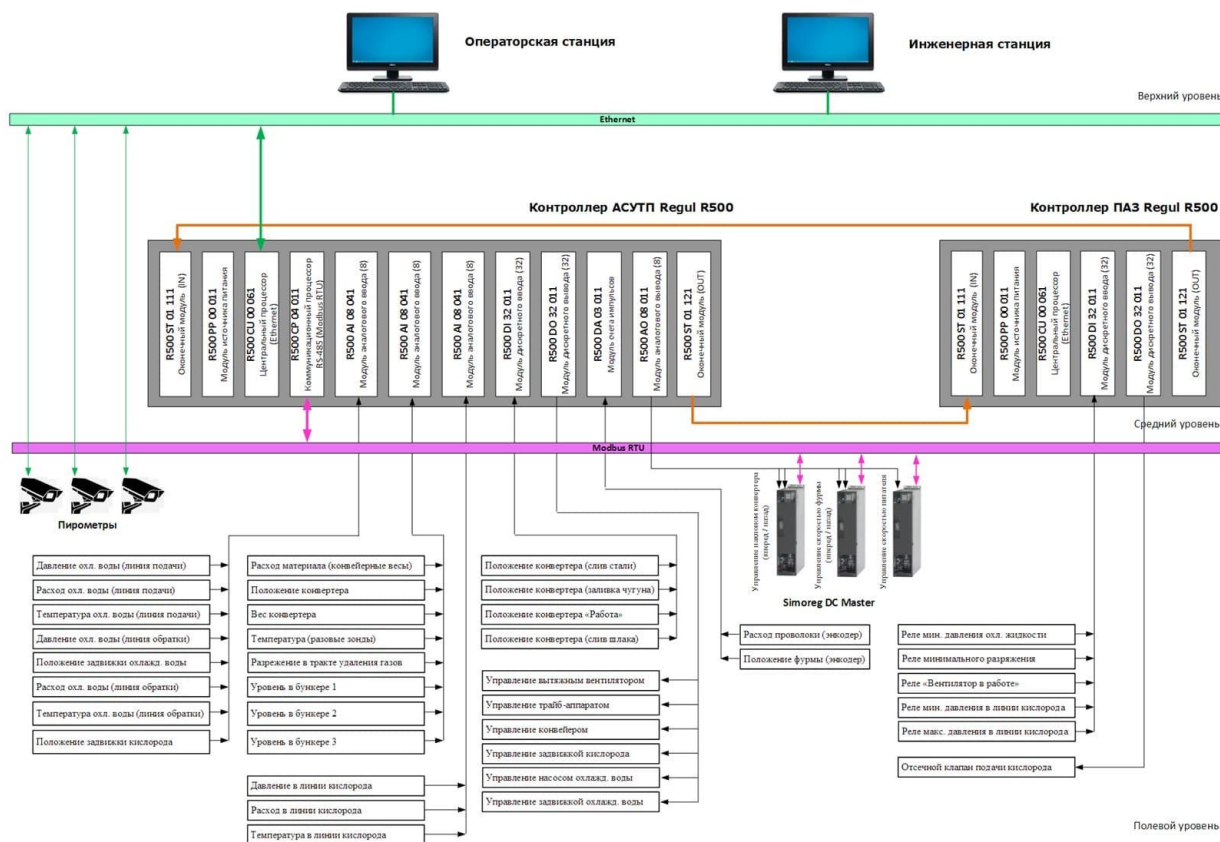 Операторская станция
Инженерная станция
Верхний уровень
Ethernet
Контроллер АСУТП Regul R500
Контроллер ПАЗ Regul R500
R500 ST 01 111
Оконечный модуль (IN)
R500 PP 00 011
Модуль источника питания
R500 CU 00 061
Центральный процессор
(Ethernet)
R500 CP 04 011
Коммуникационный процессор
RS-485 (Modbus RTU)
R500 AI 08 041
Модуль аналогового ввода (8)
R500 AI 08 041
Модуль аналогового ввода (8)
R500 AI 08 041
Модуль аналогового ввода (8)
R500 DI 32 011
Модуль дискретного ввода (32)
R500 DO 32 011
Модуль дискретного вывода (32)
R500 DA 03 011
Модуль счета импульсов
R500 AO 08 011
Модуль аналогового вывода (8)
R500 ST 01 121
Оконечный модуль (OUT)
R500 ST 01 111
Оконечный модуль (IN)
R500 PP 00 011
Модуль источника питания
R500 CU 00 061
Центральный процессор
(Ethernet)
R500 DI 32 011
Модуль дискретного ввода (32)
R500 DO 32 011
Модуль дискретного вывода (32)
R500 ST 01 121
Оконечный модуль (OUT)
Средний уровень
Modbus RTU
Пирометры
Управление наклоном конвертера
(вперед / назад)
Управление скоростью фурмы
(вперед / назад)
Управление скоростью питания
Simoreg DC Master
Давление охл. воды (линия подачи)
Расход охл. воды (линия подачи)
Температура охл. воды (линия подачи)
Давление охл. воды (линия обратки)
Положение задвижки охлажд. воды
Расход охл. воды (линия обратки)
Температура охл. воды (линия обратки)
Положение задвижки кислорода
Расход материала (конвейерные весы)
Положение конвертера
Вес конвертера
Температура (разовые зонды)
Разрежение в тракте удаления газов
Уровень в бункере 1
Уровень в бункере 2
Уровень в бункере 3
Давление в линии кислорода
Расход в линии кислорода
Температура в линии кислорода
Положение конвертера (слив стали)
Положение конвертера (заливка чугуна)
Положение конвертера «Работа»
Положение конвертера (слив шлака)
Управление вытяжным вентилятором
Управление трайб-аппаратом
Управление конвейером
Управление задвижкой кислорода
Управление насосом охлажд. воды
Управление задвижкой охлажд. воды
Расход проволоки (энкодер)
Положение фурмы (энкодер)
Реле мин. давления охл. жидкости
Реле минимального разряжения
Реле «Вентилятор в работе»
Реле мин. давления в линии кислорода
Реле макс. давления в линии кислорода
Отсечной клапан подачи кислорода
Полевой уровень